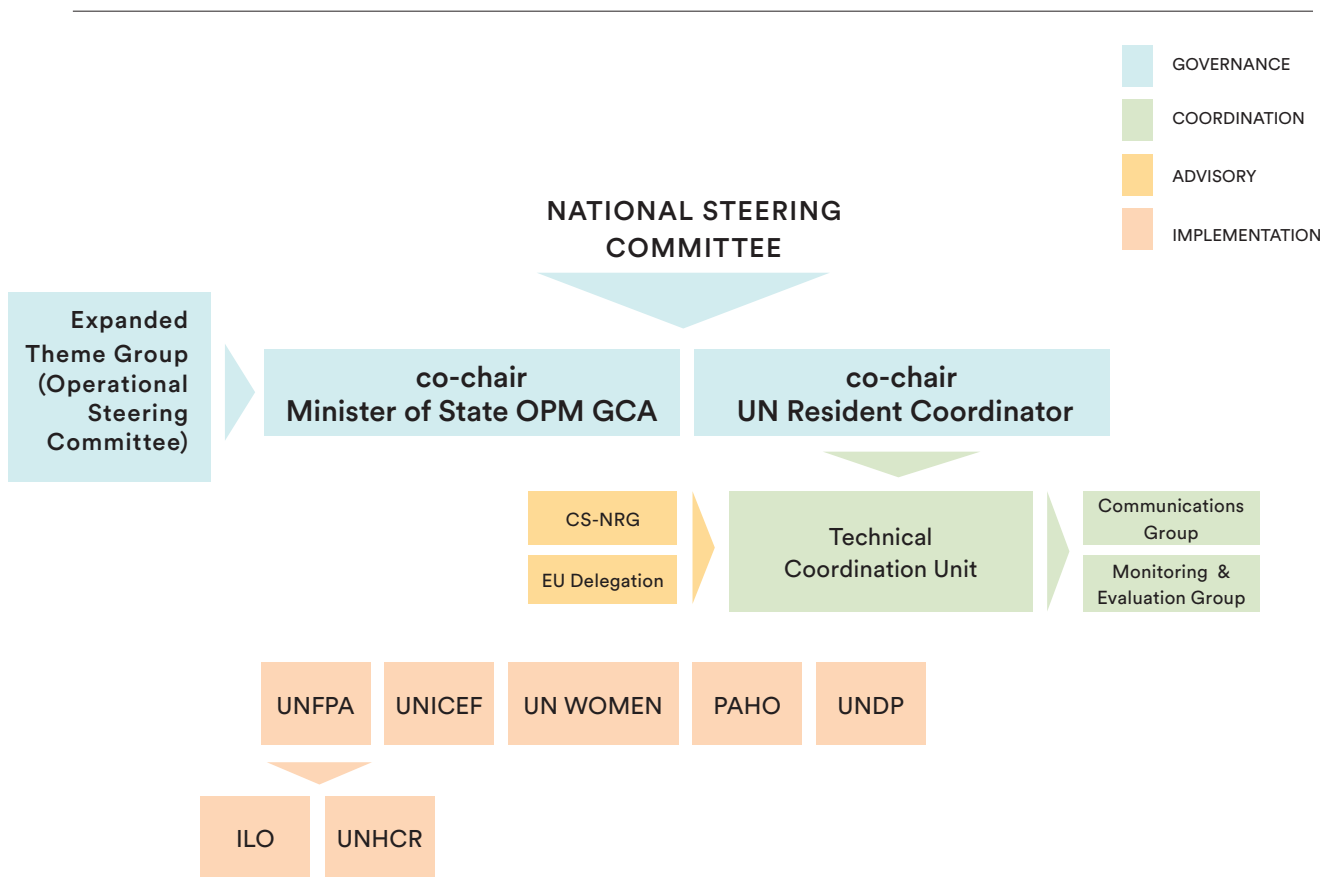 GOVERNANCE
COORDINATION
ADVISORY
IMPLEMENTATION
NATIONAL STEERING
COMMITTEE
Expanded
Theme Group
(Operational
Steering
Committee)
co-chair
Minister of State OPM GCA
co-chair
UN Resident Coordinator
CS-NRG
EU Delegation
Technical
Coordination Unit
Communications
Group
Monitoring &
Evaluation Group
UNFPA
UNICEF
UN WOMEN
PAHO
UNDP
ILO
UNHCR